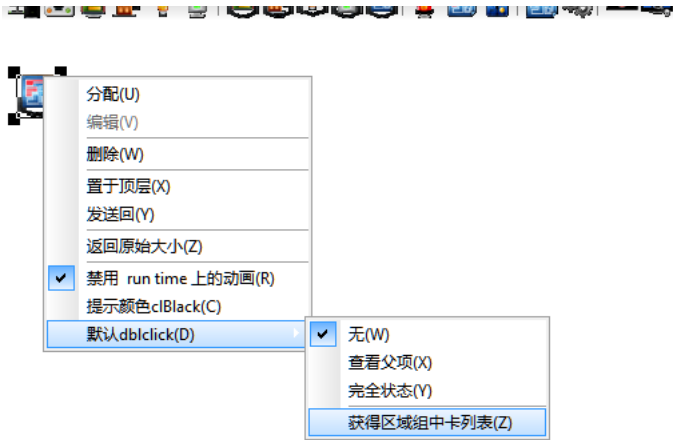 分配(U)
编辑(V)
删除(W)
置于顶层(X)
发送回(Y)
返回原始大小(Z)
禁用 run time 上的动画(R)
提示颜色clBlack(C)
默认dblclick(D)
无(W)
查看父项(X)
完全状态(Y)
获得区域组中卡列表(Z)